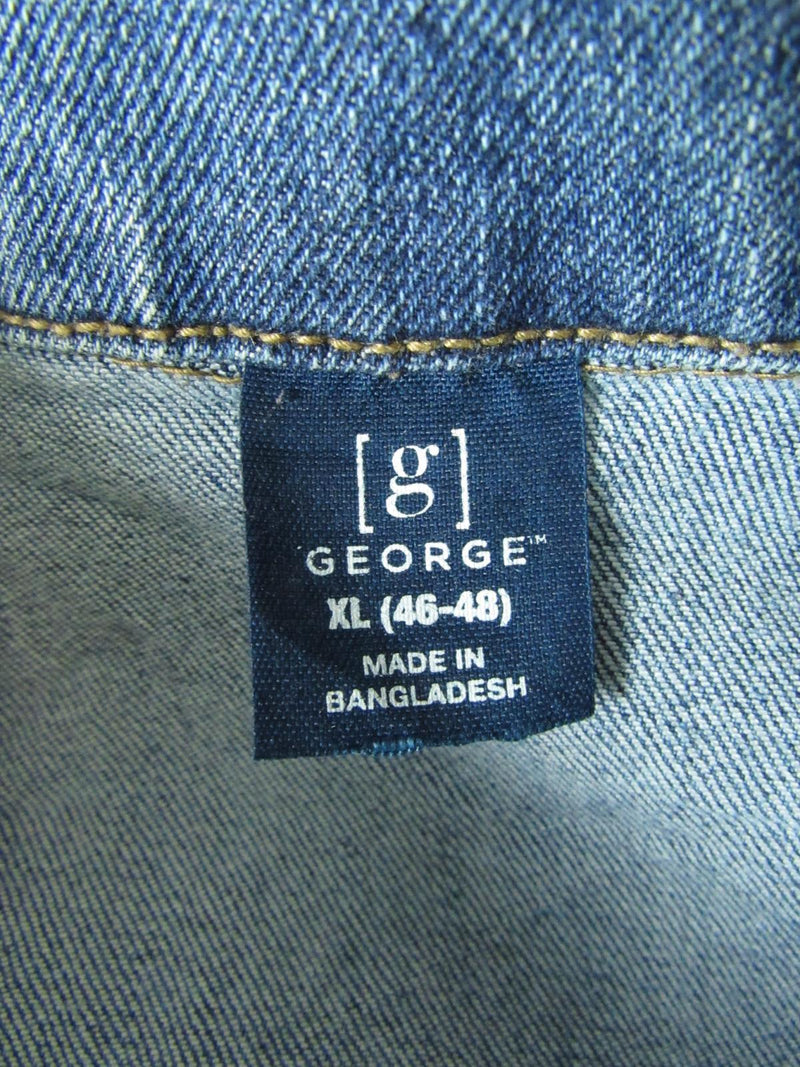 [g]
GEORGE™
XL (46-48)
MADE IN
BANGLADESH